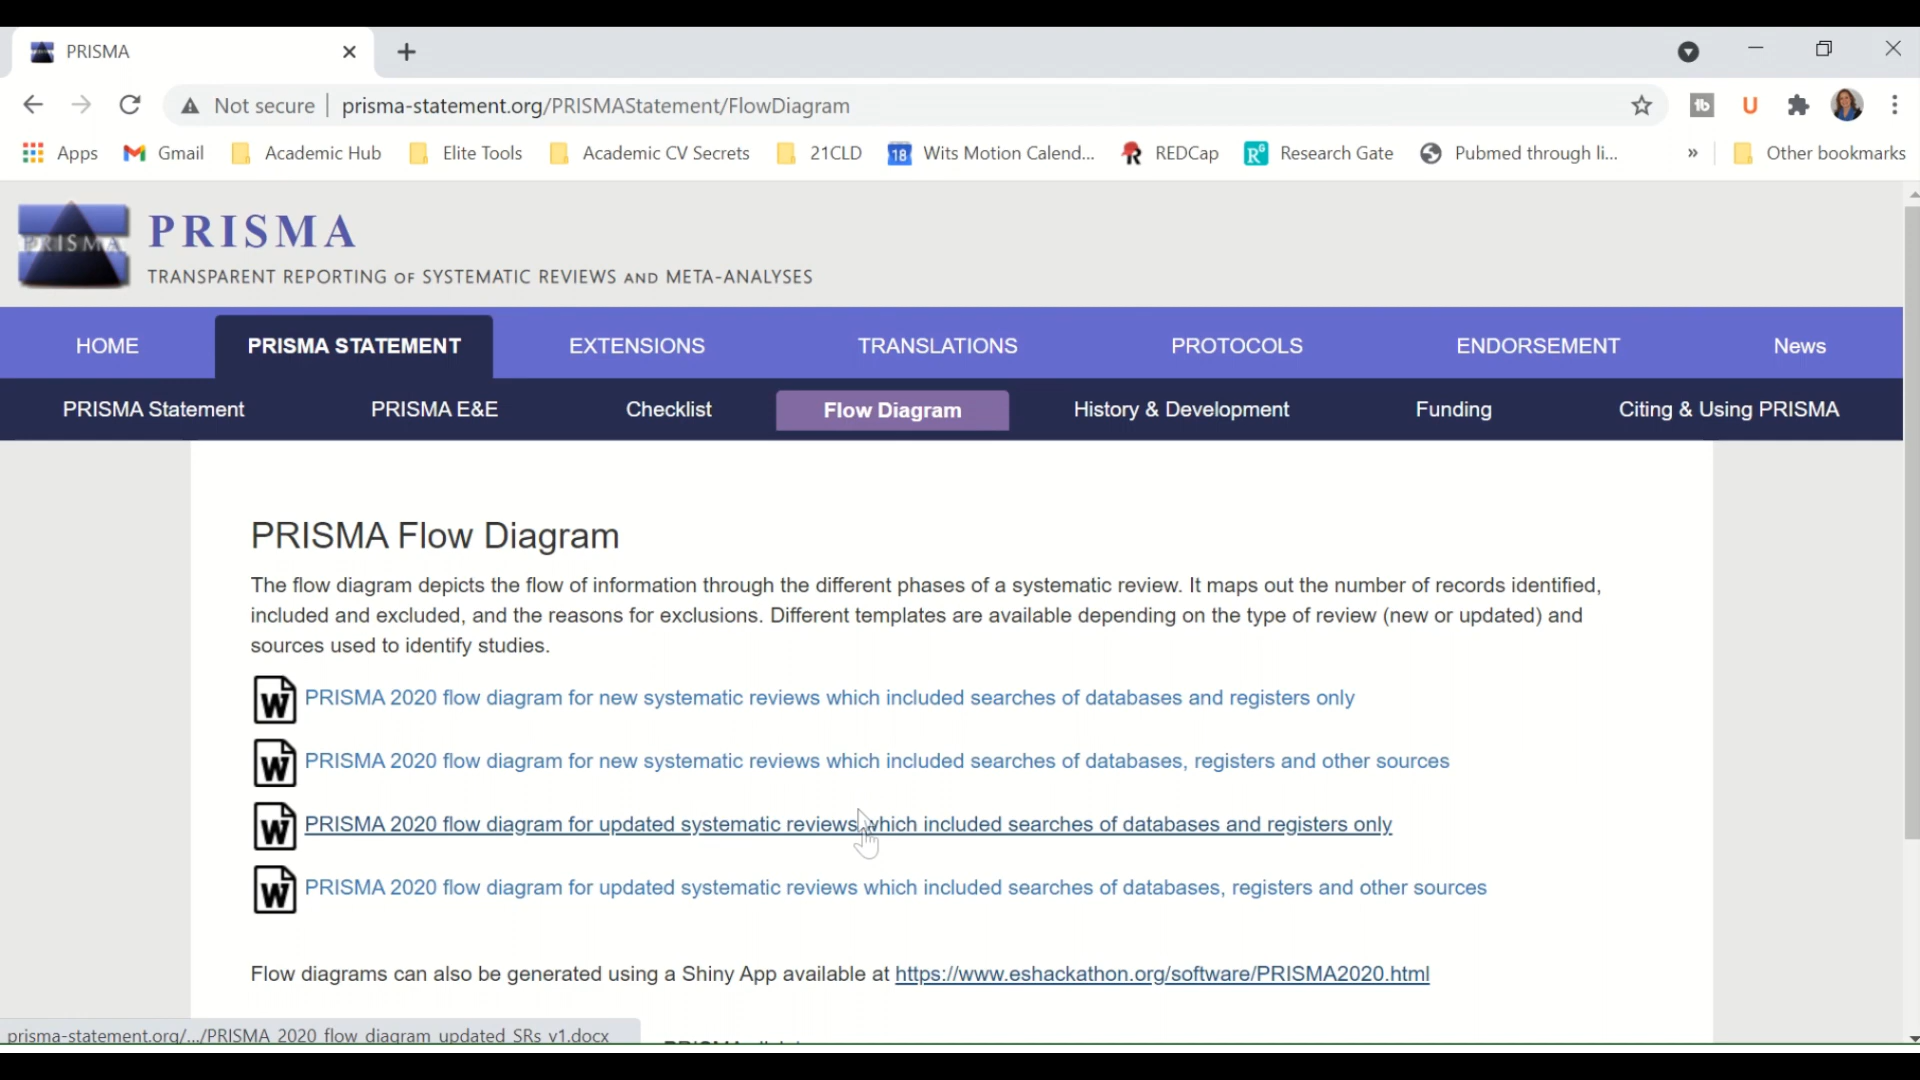 PRISMA
Not secure | prisma-statement.org/PRISMAStatement/FlowDiagram
Apps Gmail Academic Hub Elite Tools Academic CV Secrets 21CLD 18 Wits Motion Calend... REDCap Research Gate Pubmed through li... » Other bookmarks
PRISMA
PRISMA
TRANSPARENT REPORTING OF SYSTEMATIC REVIEWS AND META-ANALYSES
HOME PRISMA STATEMENT EXTENSIONS TRANSLATIONS PROTOCOLS ENDORSEMENT News
PRISMA Statement PRISMA E&E Checklist Flow Diagram History & Development Funding Citing & Using PRISMA
PRISMA Flow Diagram
The flow diagram depicts the flow of information through the different phases of a systematic review. It maps out the number of records identified,
included and excluded, and the reasons for exclusions. Different templates are available depending on the type of review (new or updated) and
sources used to identify studies.
PRISMA 2020 flow diagram for new systematic reviews which included searches of databases and registers only
PRISMA 2020 flow diagram for new systematic reviews which included searches of databases, registers and other sources
PRISMA 2020 flow diagram for updated systematic reviews which included searches of databases and registers only
PRISMA 2020 flow diagram for updated systematic reviews which included searches of databases, registers and other sources
Flow diagrams can also be generated using a Shiny App available at https://www.eshackathon.org/software/PRISMA2020.html
prisma-statement.org/.../PRISMA_2020_flow_diagram_updated_SRs_v1.docx